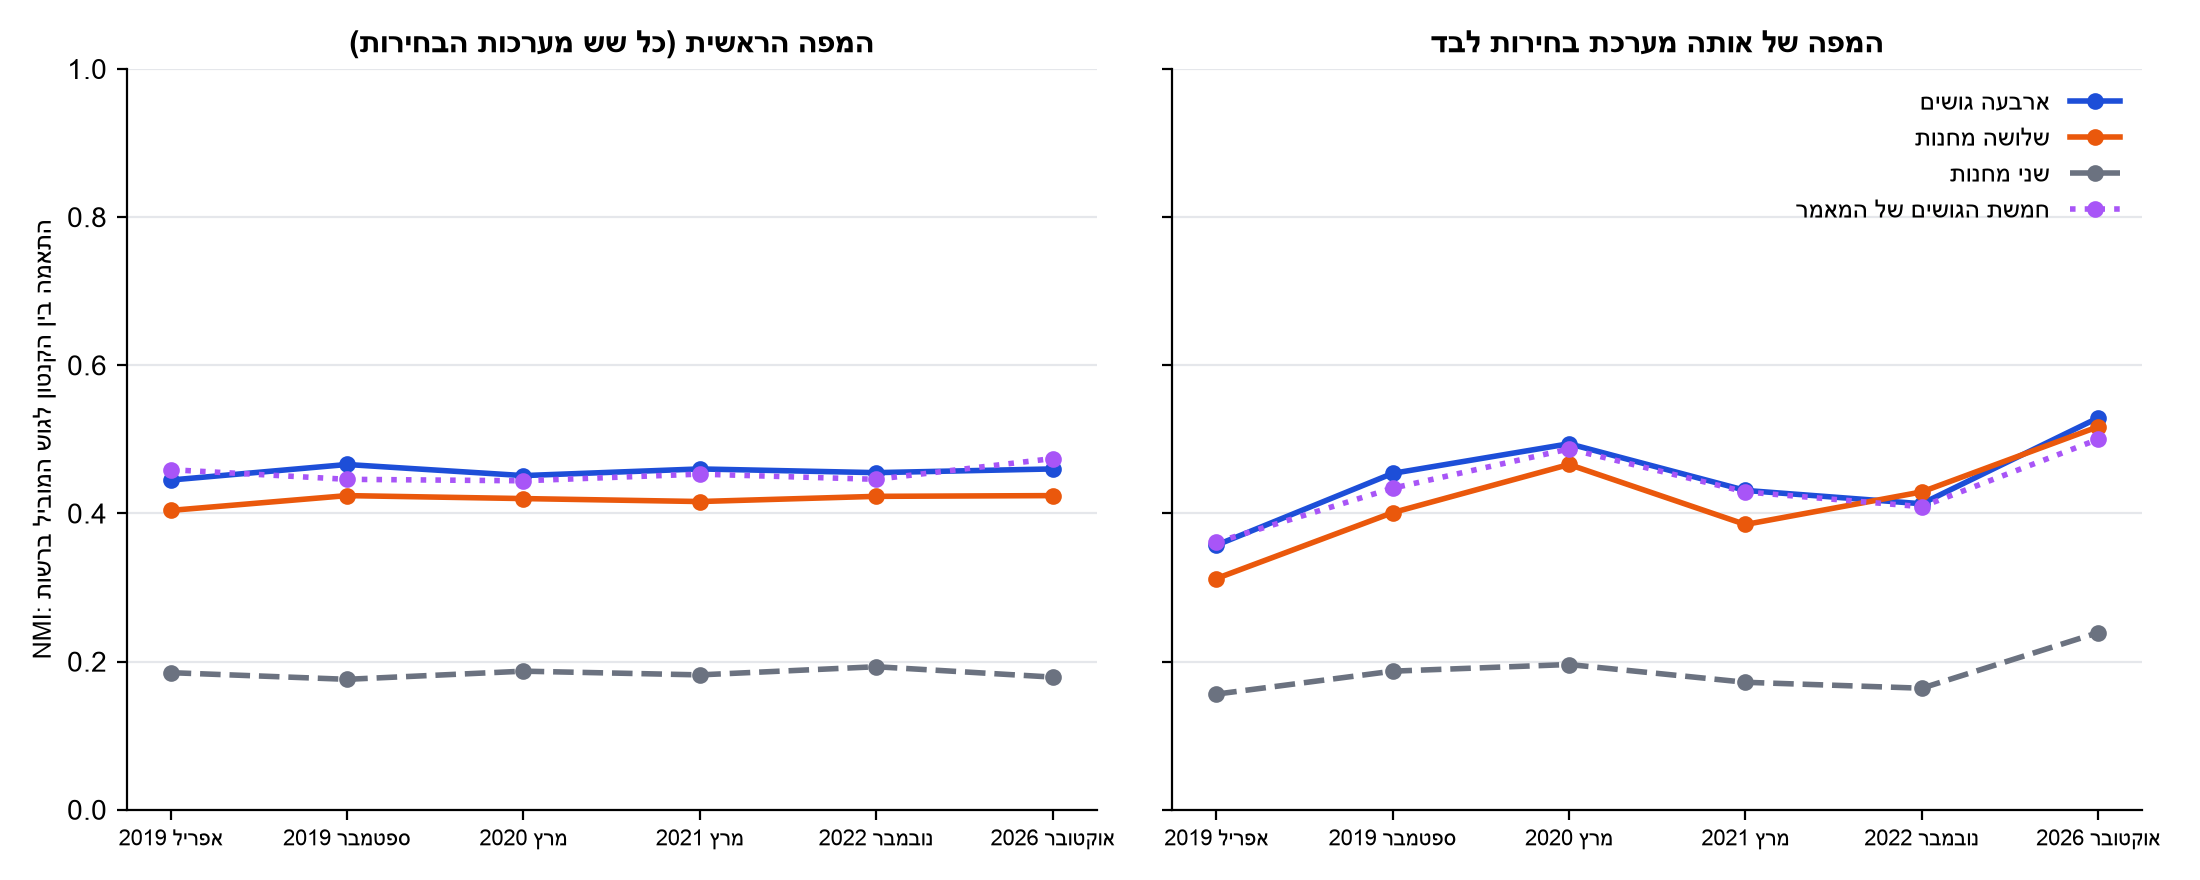 המפה הראשית (כל שש מערכות הבחירות)
NMI: התאמה בין הקנטון לגוש המוביל ברשות
1.0
0.8
0.6
0.4
0.2
0.0
אפריל 2019
ספטמבר 2019
מרץ 2020
מרץ 2021
נובמבר 2022
אוקטובר 2026
המפה של אותה מערכת בחירות לבד
ארבעה גושים
שלושה מחנות
שני מחנות
חמשת הגושים של המאמר
אפריל 2019
ספטמבר 2019
מרץ 2020
מרץ 2021
נובמבר 2022
אוקטובר 2026